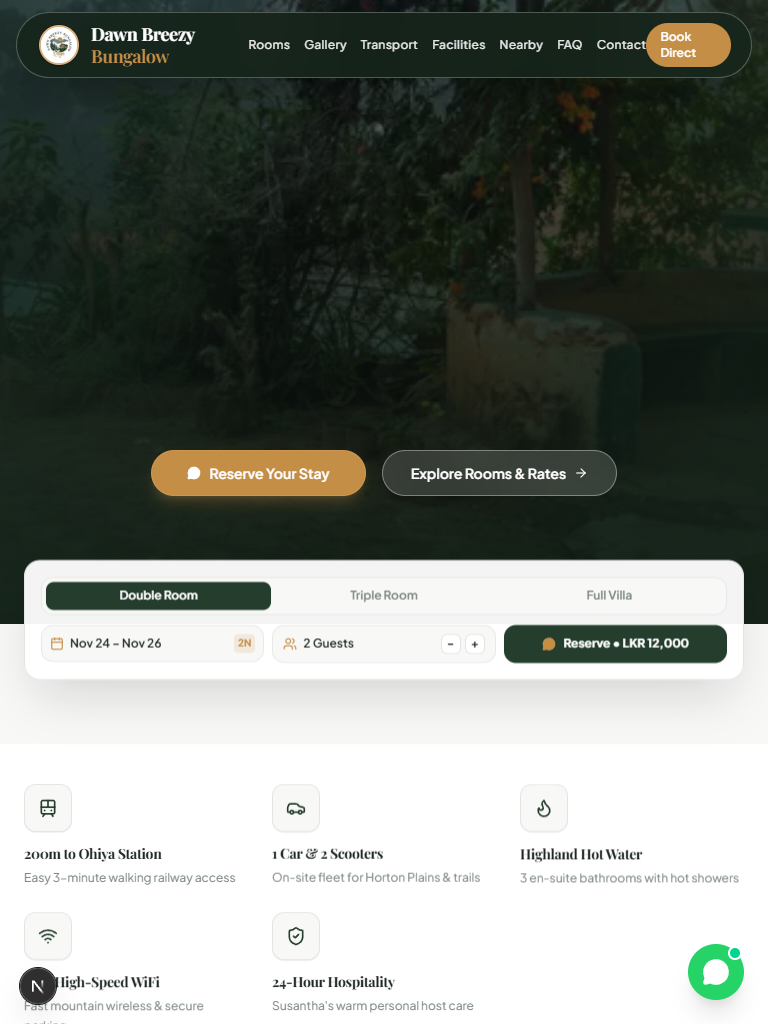 Dawn Breezy
Bungalow
Rooms Gallery Transport Facilities Nearby FAQ Contact
Book
Direct
Reserve Your Stay
Explore Rooms & Rates →
Double Room Triple Room Full Villa
Nov 24 – Nov 26 2N
2 Guests − +
Reserve • LKR 12,000
200m to Ohiya Station
Easy 3–minute walking railway access
1 Car & 2 Scooters
On-site fleet for Horton Plains & trails
Highland Hot Water
3 en-suite bathrooms with hot showers
High-Speed WiFi
Fast mountain wireless & secure
parking
24-Hour Hospitality
Susantha's warm personal host care
N